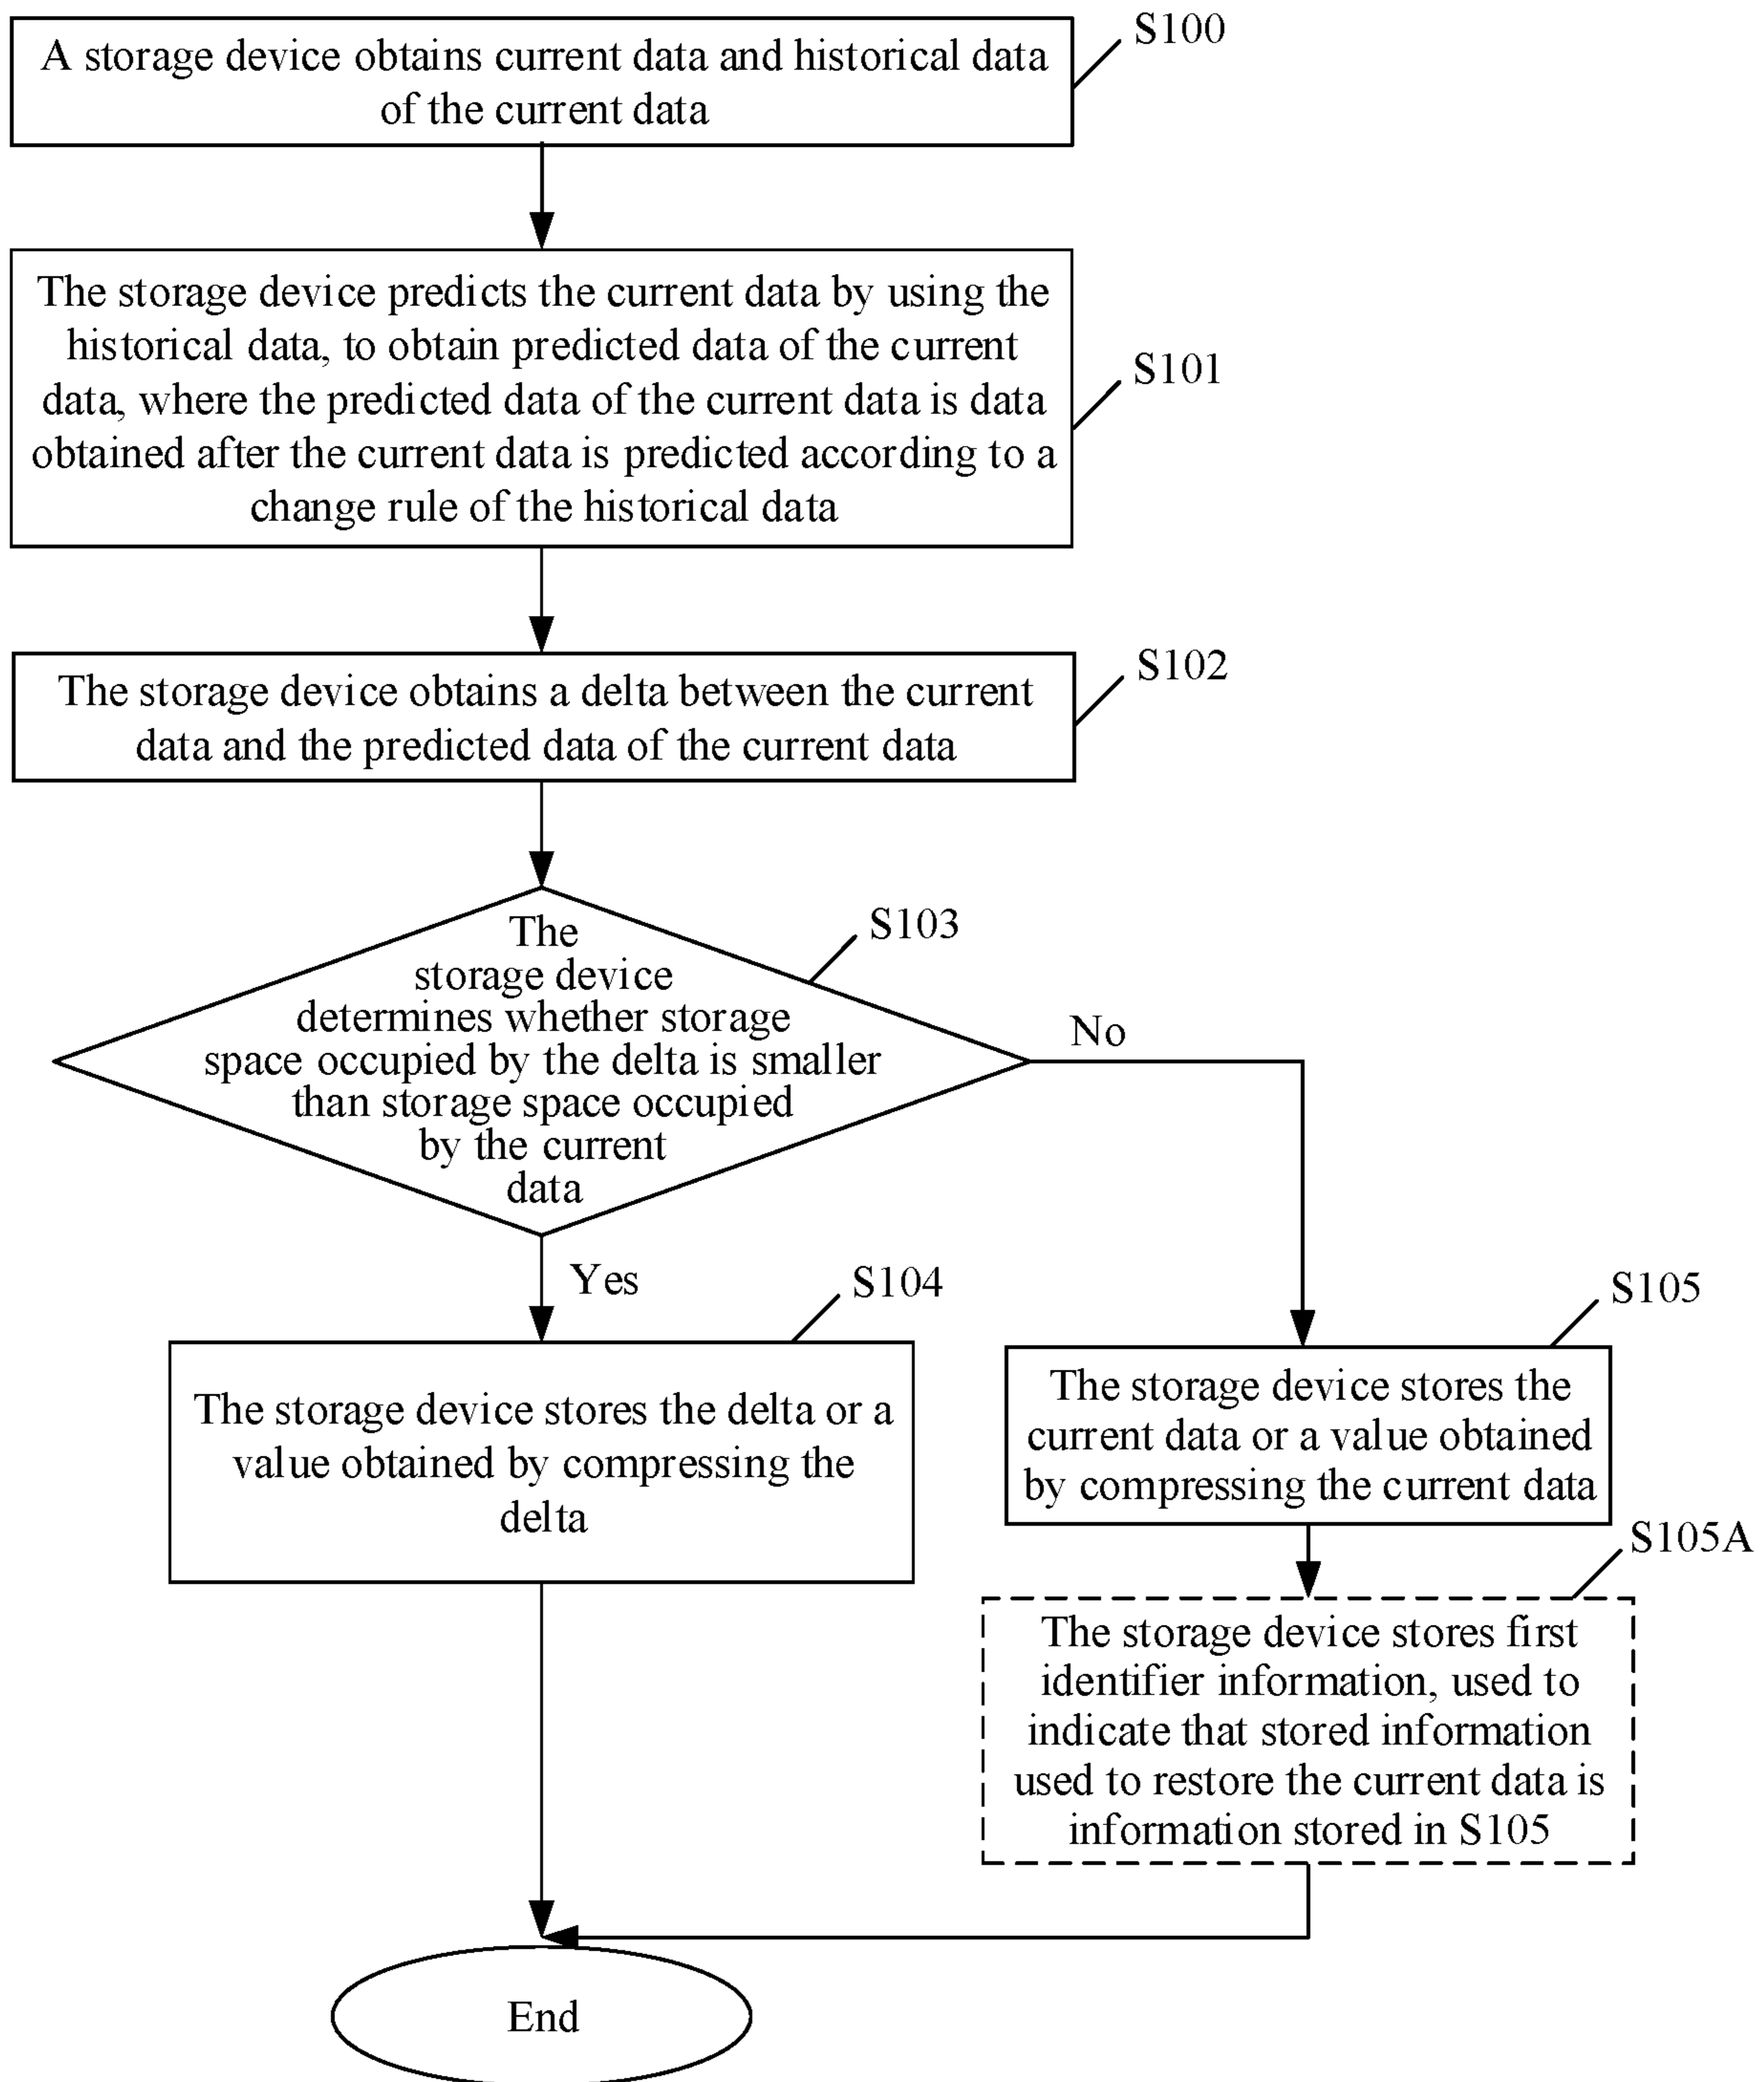 A storage device obtains current data and historical data
of the current data
S100
The storage device predicts the current data by using the
historical data, to obtain predicted data of the current
data, where the predicted data of the current data is data
obtained after the current data is predicted according to a
change rule of the historical data
S101
The storage device obtains a delta between the current
data and the predicted data of the current data
S102
The
storage device
determines whether storage
space occupied by the delta is smaller
than storage space occupied
by the current
data
S103
No
Yes
S104
The storage device stores the delta or a
value obtained by compressing the
delta
S105
The storage device stores the
current data or a value obtained
by compressing the current data
S105A
The storage device stores first
identifier information, used to
indicate that stored information
used to restore the current data is
information stored in S105
End